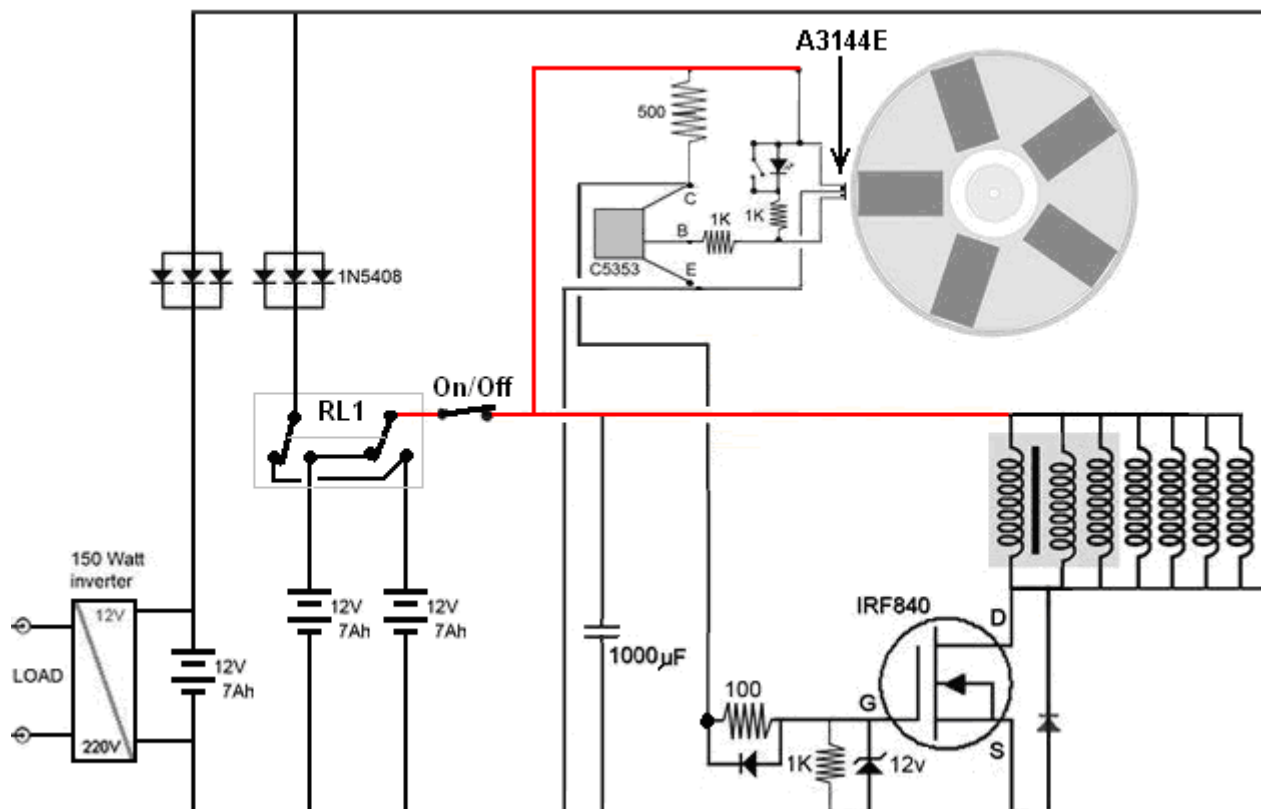 A3144E
500
C
1K
1K
B
C5353
E
1N5408
On/Off
RL1
150 Watt
inverter
12V
LOAD
220V
12V
7Ah
12V
7Ah
12V
7Ah
1000µF
IRF840
D
100
G
1K
12v
S